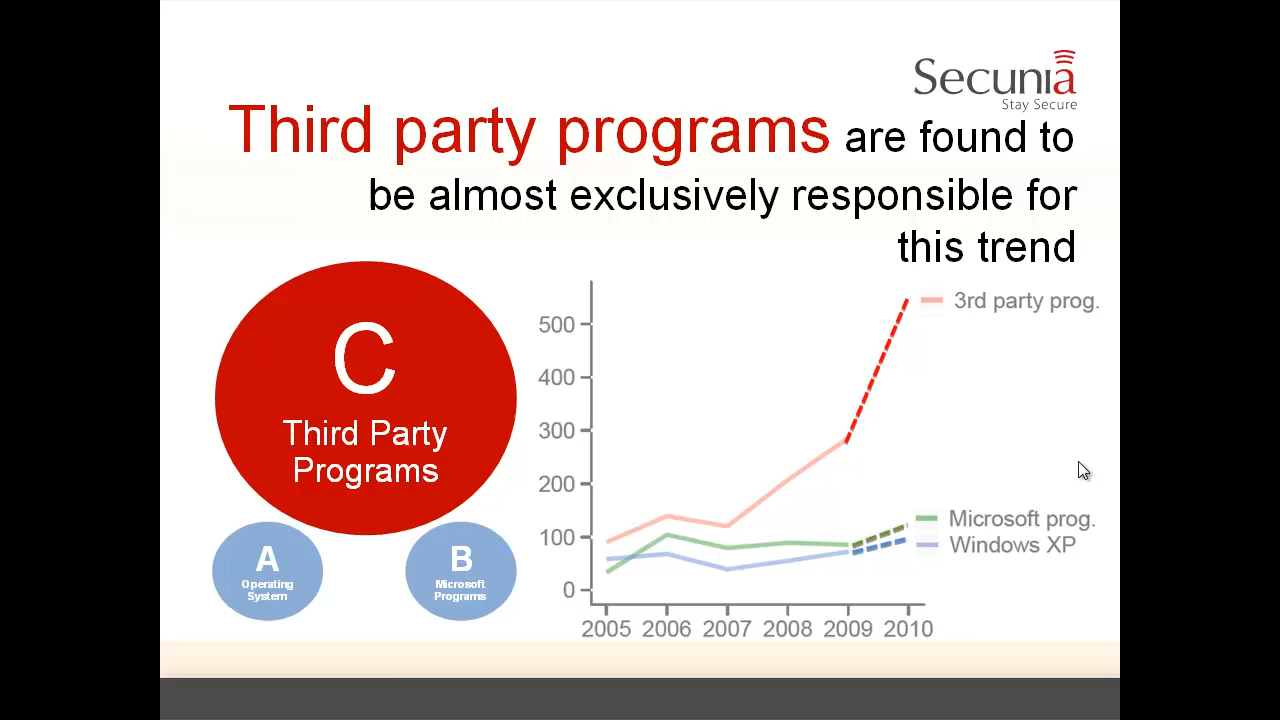 Secunia
Stay Secure
Third party programs are found to
be almost exclusively responsible for
this trend
C
Third Party
Programs
A
Operating
System
B
Microsoft
Programs
500
400
300
200
100
0
2005 2006 2007 2008 2009 2010
3rd party prog.
Microsoft prog.
Windows XP